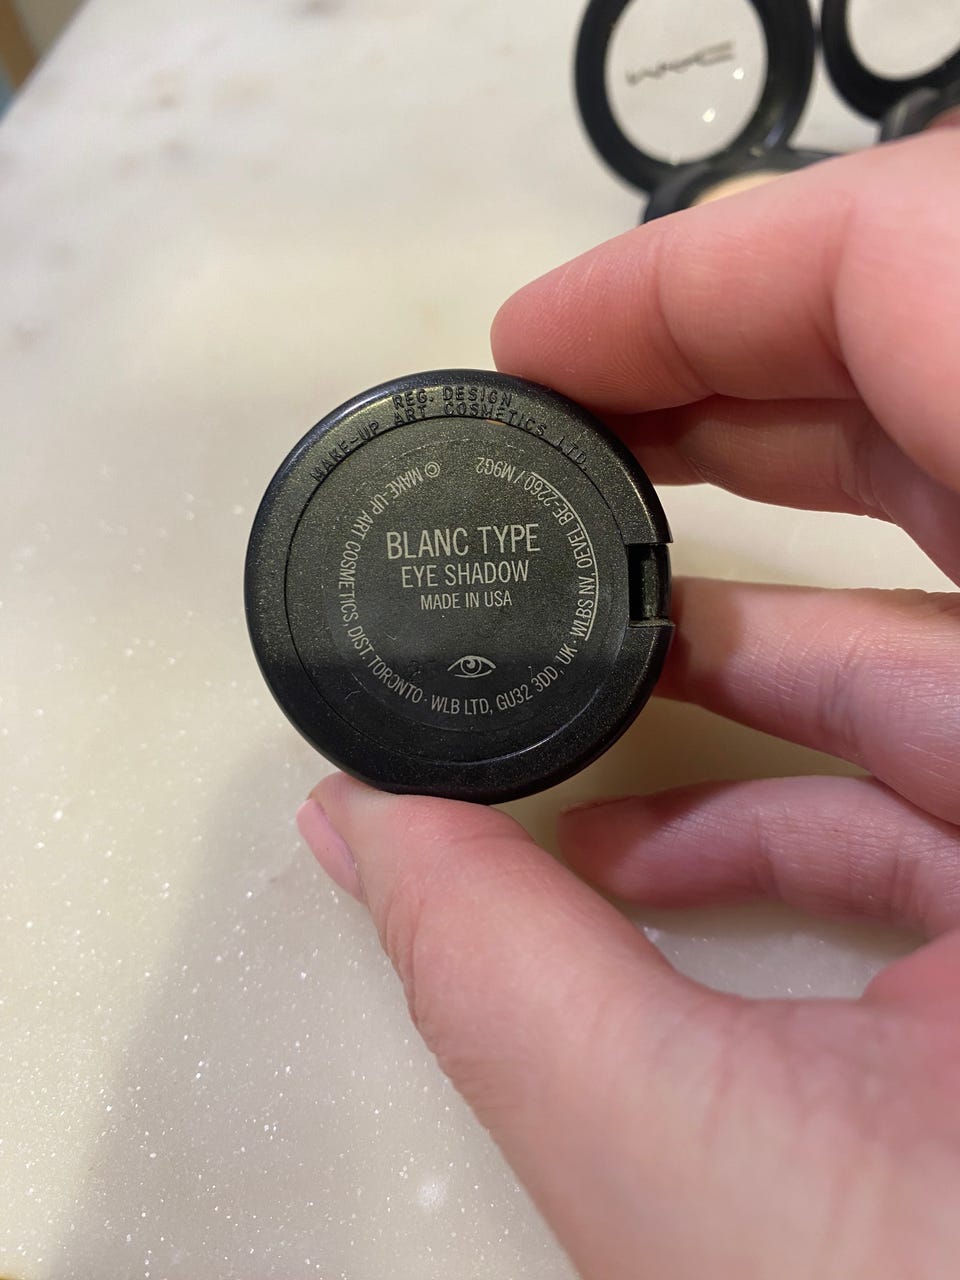 MAC
REG. DESIGN
MAKE-UP ART COSMETICS LTD.
BLANC TYPE
EYE SHADOW
MADE IN USA
© MAKE-UP ART COSMETICS, DIST. TORONTO · WLB LTD, GU32 3DD, UK · WLBS NV, OEVEL BE-2260 / M9G2